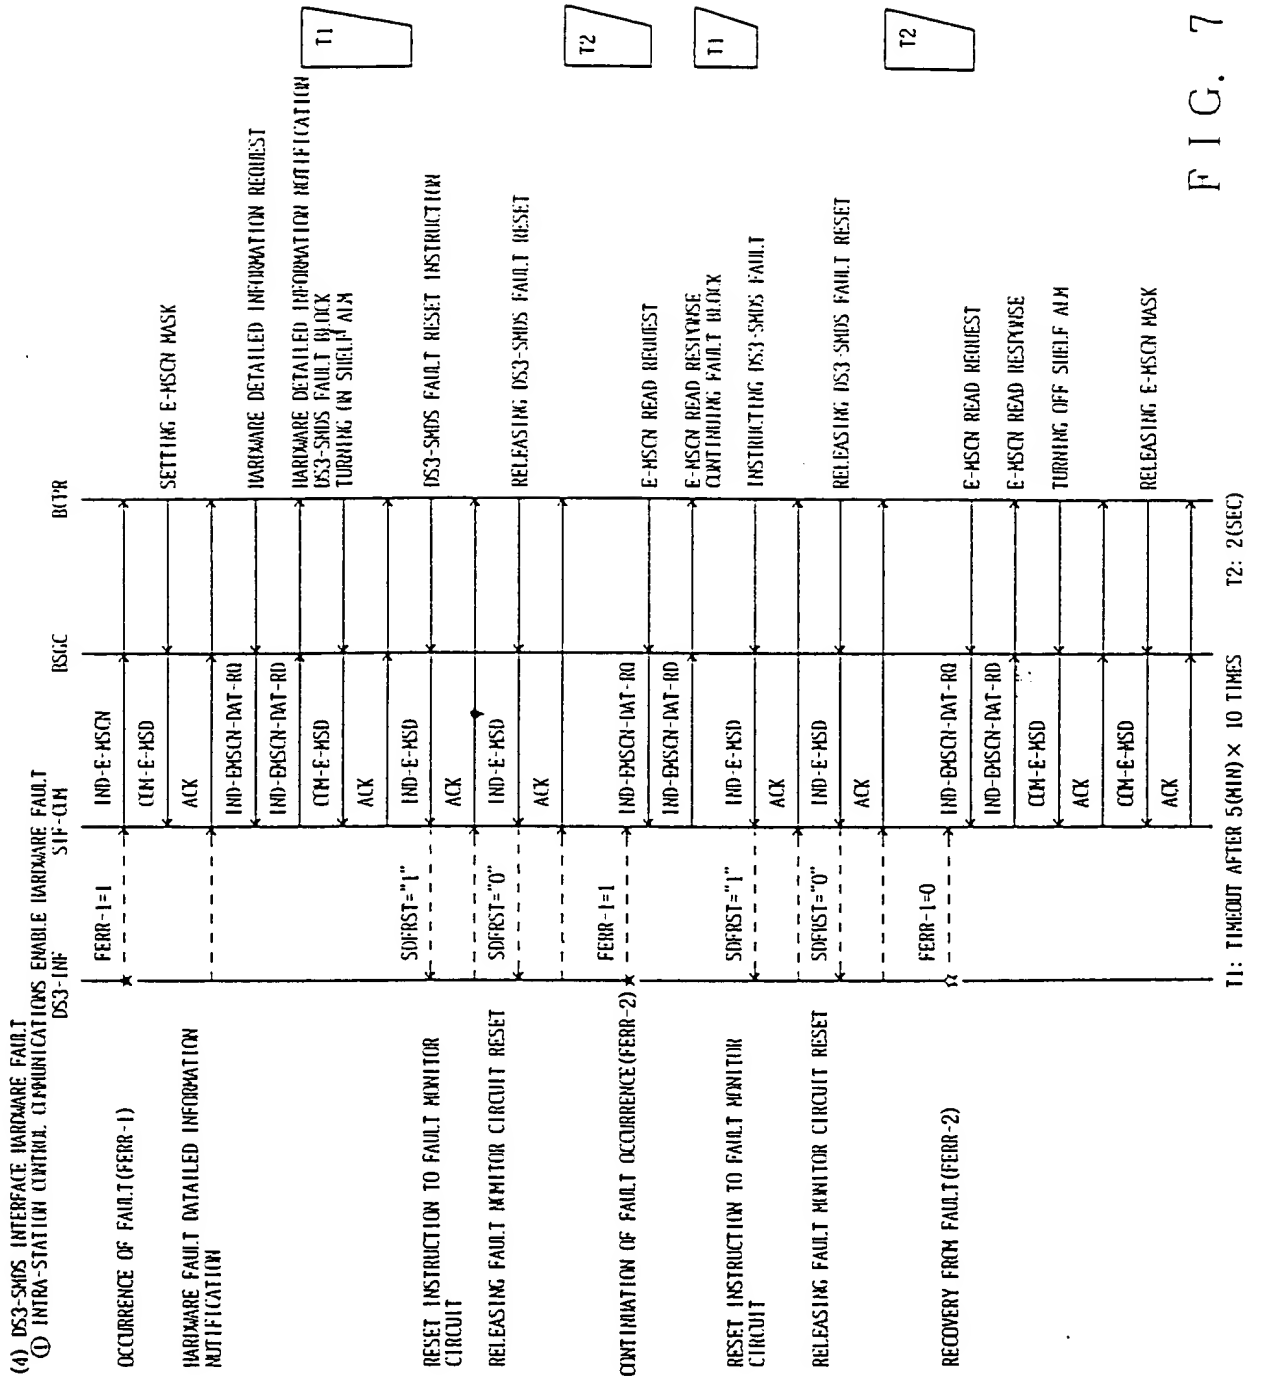 (4) DS3-SMDS INTERFACE HARDWARE FAULT
① INTRA-STATION CONTROL COMMUNICATIONS ENABLE HARDWARE FAULT
DS3-INF
SIF-COM
BSGC
BCPR
OCCURRENCE OF FAULT(FERR-1)
FERR-1=1
IND-E-MSCN
COM-E-MSD
SETTING E-MSCN MASK
HARDWARE FAULT DATAILED INFORMATION
NOTIFICATION
ACK
IND-EMSCN-DAT-RQ
HARDWARE DETAILED INFORMATION REQUEST
IND-EMSCN-DAT-RD
HARDWARE DETAILED INFORMATION NOTIFICATION
DS3-SMDS FAULT BLOCK
TURNING ON SHELF ALM
T1
COM-E-MSD
ACK
RESET INSTRUCTION TO FAULT MONITOR
CIRCUIT
SDFRST="1"
IND-E-MSD
DS3-SMDS FAULT RESET INSTRUCTION
ACK
RELEASING FAULT MONITOR CIRCUIT RESET
SDFRST="0"
IND-E-MSD
RELEASING DS3-SMDS FAULT RESET
ACK
T2
CONTINUATION OF FAULT OCCURRENCE(FERR-2)
FERR-1=1
IND-EMSCN-DAT-RQ
E-MSCN READ REQUEST
IND-EMSCN-DAT-RD
E-MSCN READ RESPONSE
CONTINUING FAULT BLOCK
T1
RESET INSTRUCTION TO FAULT MONITOR
CIRCUIT
SDFRST="1"
IND-E-MSD
INSTRUCTING DS3-SMDS FAULT
ACK
RELEASING FAULT MONITOR CIRCUIT RESET
SDFRST="0"
IND-E-MSD
RELEASING DS3-SMDS FAULT RESET
ACK
T2
RECOVERY FROM FAULT(FERR-2)
FERR-1=0
IND-EMSCN-DAT-RQ
E-MSCN READ REQUEST
IND-EMSCN-DAT-RD
E-MSCN READ RESPONSE
COM-E-MSD
TURNING OFF SHELF ALM
ACK
COM-E-MSD
RELEASING E-MSCN MASK
ACK
T1: TIMEOUT AFTER 5(MIN)× 10 TIMES
T2: 2(SEC)
FIG. 7